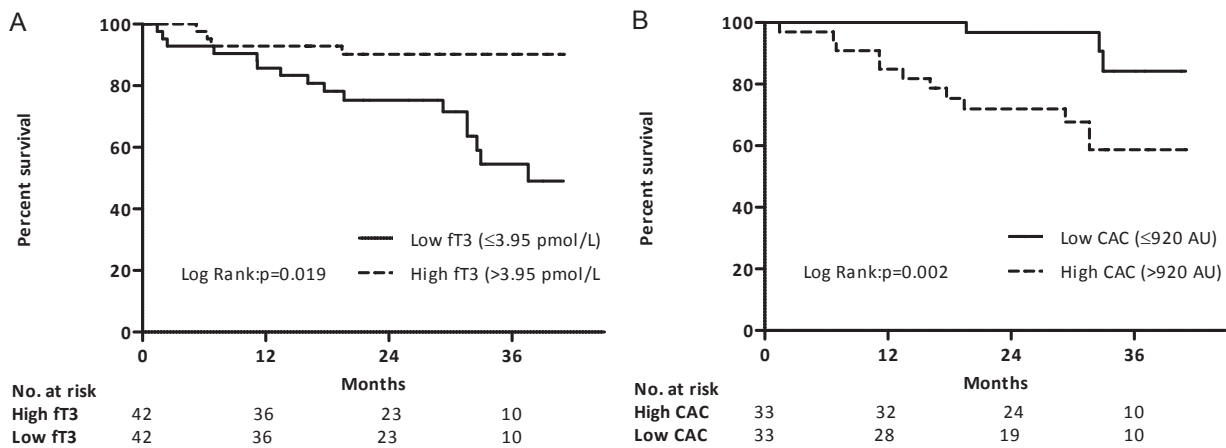 A
100
80
60
40
20
0
Percent survival
Low fT3 (≤3.95 pmol/L)
High fT3 (>3.95 pmol/L
Log Rank:p=0.019
0 12 24 36
Months
No. at risk
High fT3 42 36 23 10
Low fT3 42 36 23 10
B
100
80
60
40
20
0
Percent survival
Low CAC (≤920 AU)
High CAC (>920 AU)
Log Rank:p=0.002
0 12 24 36
Months
No. at risk
High CAC 33 32 24 10
Low CAC 33 28 19 10